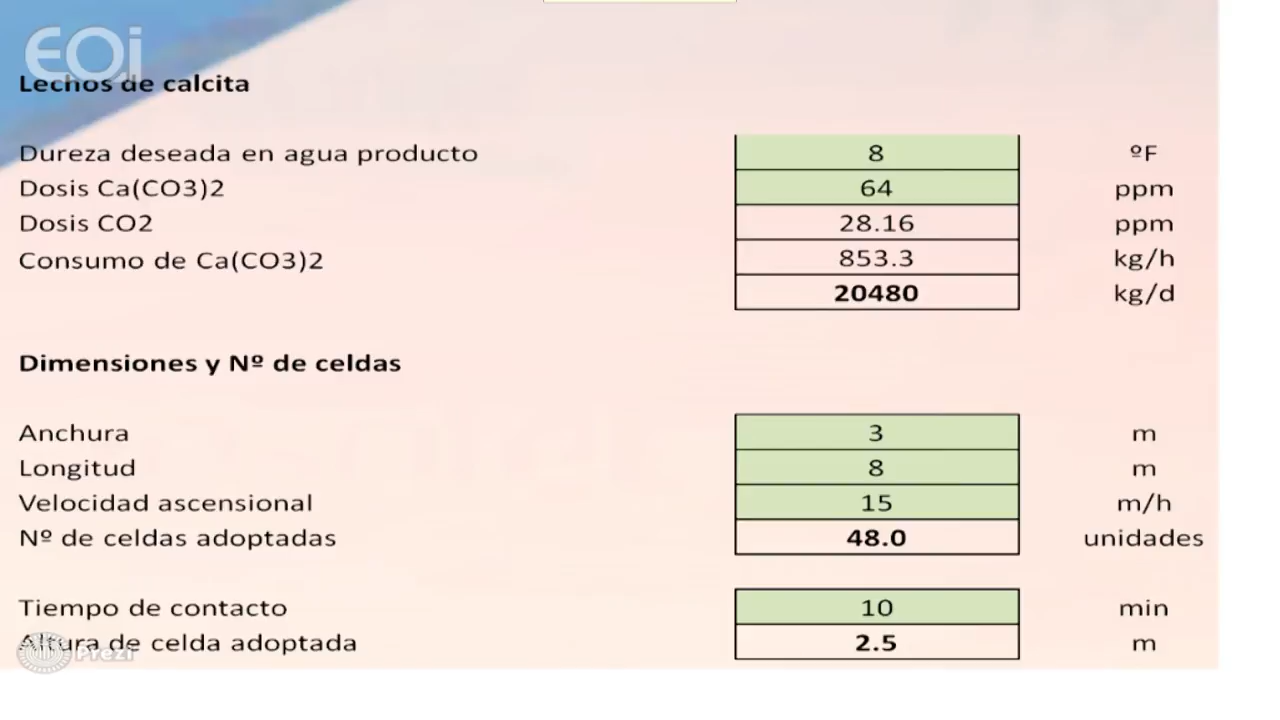 EOi
Lechos de calcita
Dureza deseada en agua producto 8 ºF
Dosis Ca(CO3)2 64 ppm
Dosis CO2 28.16 ppm
Consumo de Ca(CO3)2 853.3 kg/h
20480 kg/d
Dimensiones y Nº de celdas
Anchura 3 m
Longitud 8 m
Velocidad ascensional 15 m/h
Nº de celdas adoptadas 48.0 unidades
Tiempo de contacto 10 min
Altura de celda adoptada 2.5 m
Prezi